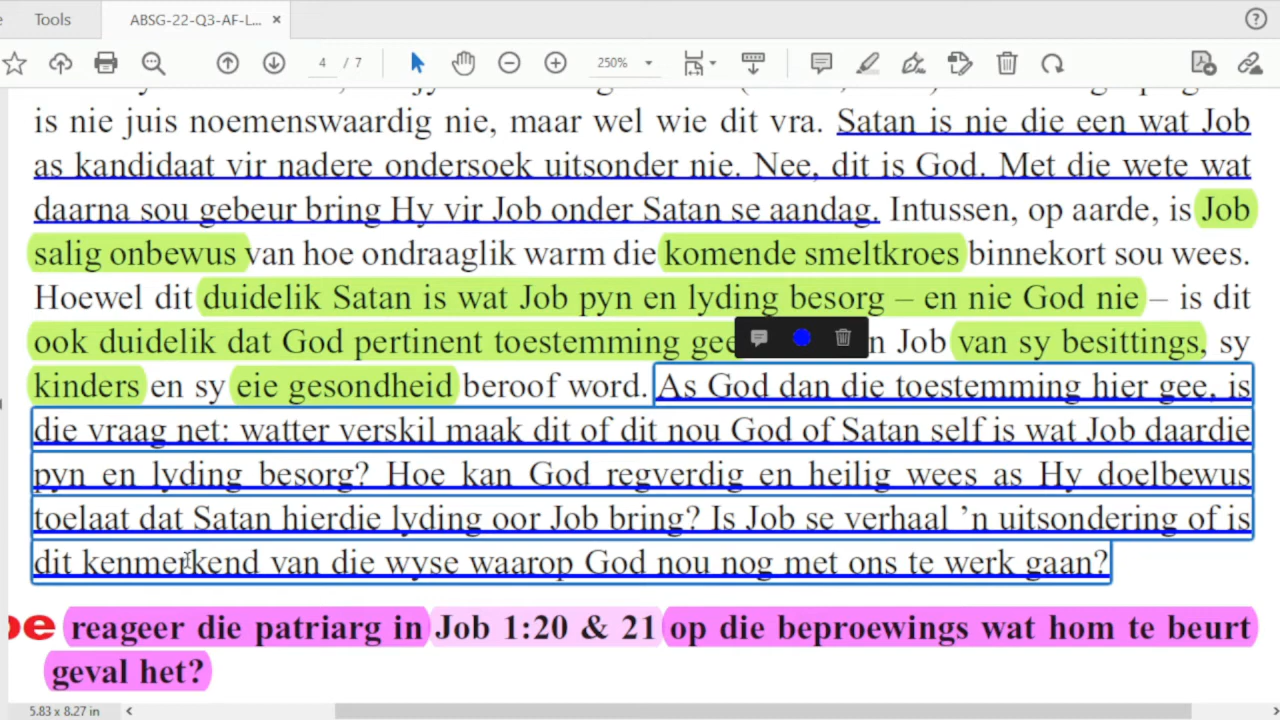 Tools
ABSG-22-Q3-AF-L... ×
4 / 7
250%
is nie juis noemenswaardig nie, maar wel wie dit vra. Satan is nie die een wat Job
as kandidaat vir nadere ondersoek uitsonder nie. Nee, dit is God. Met die wete wat
daarna sou gebeur bring Hy vir Job onder Satan se aandag. Intussen, op aarde, is Job
salig onbewus van hoe ondraaglik warm die komende smeltkroes binnekort sou wees.
Hoewel dit duidelik Satan is wat Job pyn en lyding besorg – en nie God nie – is dit
ook duidelik dat God pertinent toestemming gee n Job van sy besittings, sy
kinders en sy eie gesondheid beroof word. As God dan die toestemming hier gee, is
die vraag net: watter verskil maak dit of dit nou God of Satan self is wat Job daardie
pyn en lyding besorg? Hoe kan God regverdig en heilig wees as Hy doelbewus
toelaat dat Satan hierdie lyding oor Job bring? Is Job se verhaal ’n uitsondering of is
dit kenmerkend van die wyse waarop God nou nog met ons te werk gaan?
oe reageer die patriarg in Job 1:20 & 21 op die beproewings wat hom te beurt
geval het?
5.83 x 8.27 in